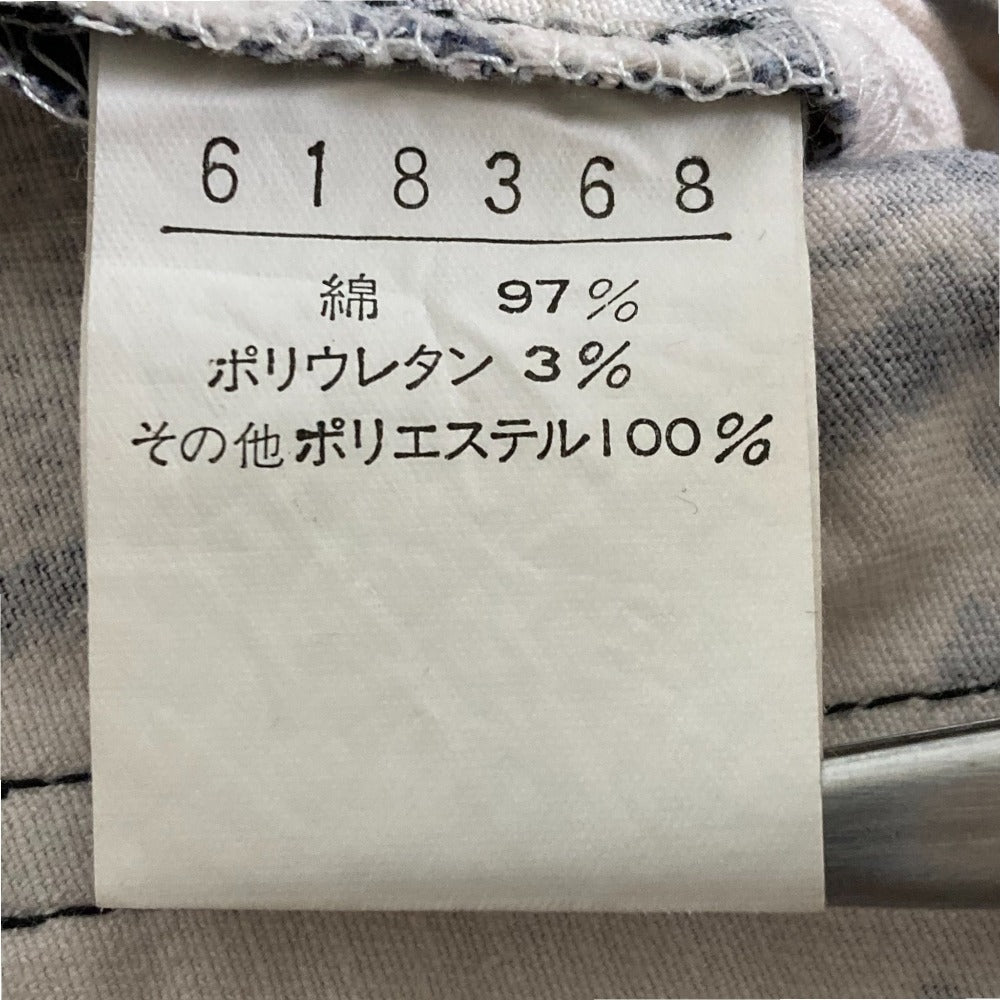 618368
綿 97%
ポリウレタン 3%
その他ポリエステル100%